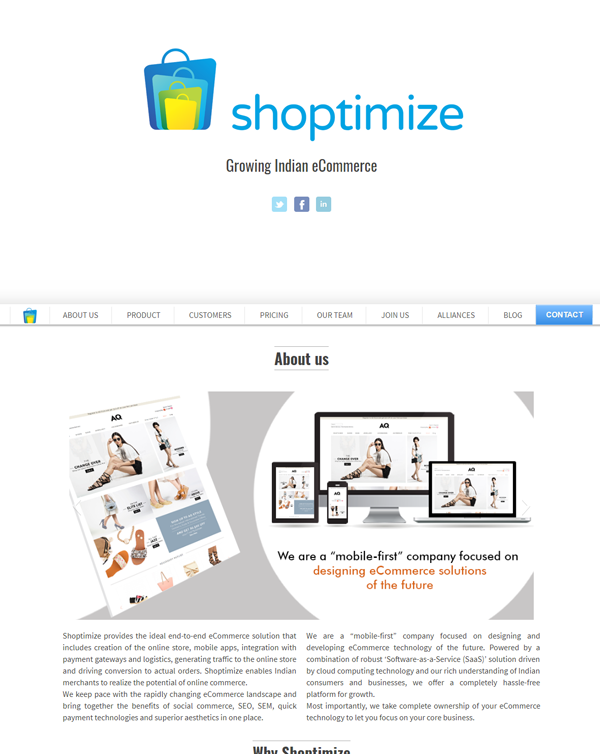 shoptimize
Growing Indian eCommerce
ABOUT US
PRODUCT
CUSTOMERS
PRICING
OUR TEAM
JOIN US
ALLIANCES
BLOG
CONTACT
About us
AQ
CHANGE OVER
AQ
CHANGE OVER
We are a “mobile-first” company focused on
designing eCommerce solutions
of the future
Shoptimize provides the ideal end-to-end eCommerce solution that
includes creation of the online store, mobile apps, integration with
payment gateways and logistics, generating traffic to the online store
and driving conversion to actual orders. Shoptimize enables Indian
merchants to realize the potential of online commerce.
We keep pace with the rapidly changing eCommerce landscape and
bring together the benefits of social commerce, SEO, SEM, quick
payment technologies and superior aesthetics in one place.
We are a “mobile-first” company focused on designing and
developing eCommerce technology of the future. Powered by a
combination of robust ‘Software-as-a-Service (SaaS)’ solution driven
by cloud computing technology and our rich understanding of Indian
consumers and businesses, we offer a completely hassle-free
platform for growth.
Most importantly, we take complete ownership of your eCommerce
technology to let you focus on your core business.
Why Shoptimize